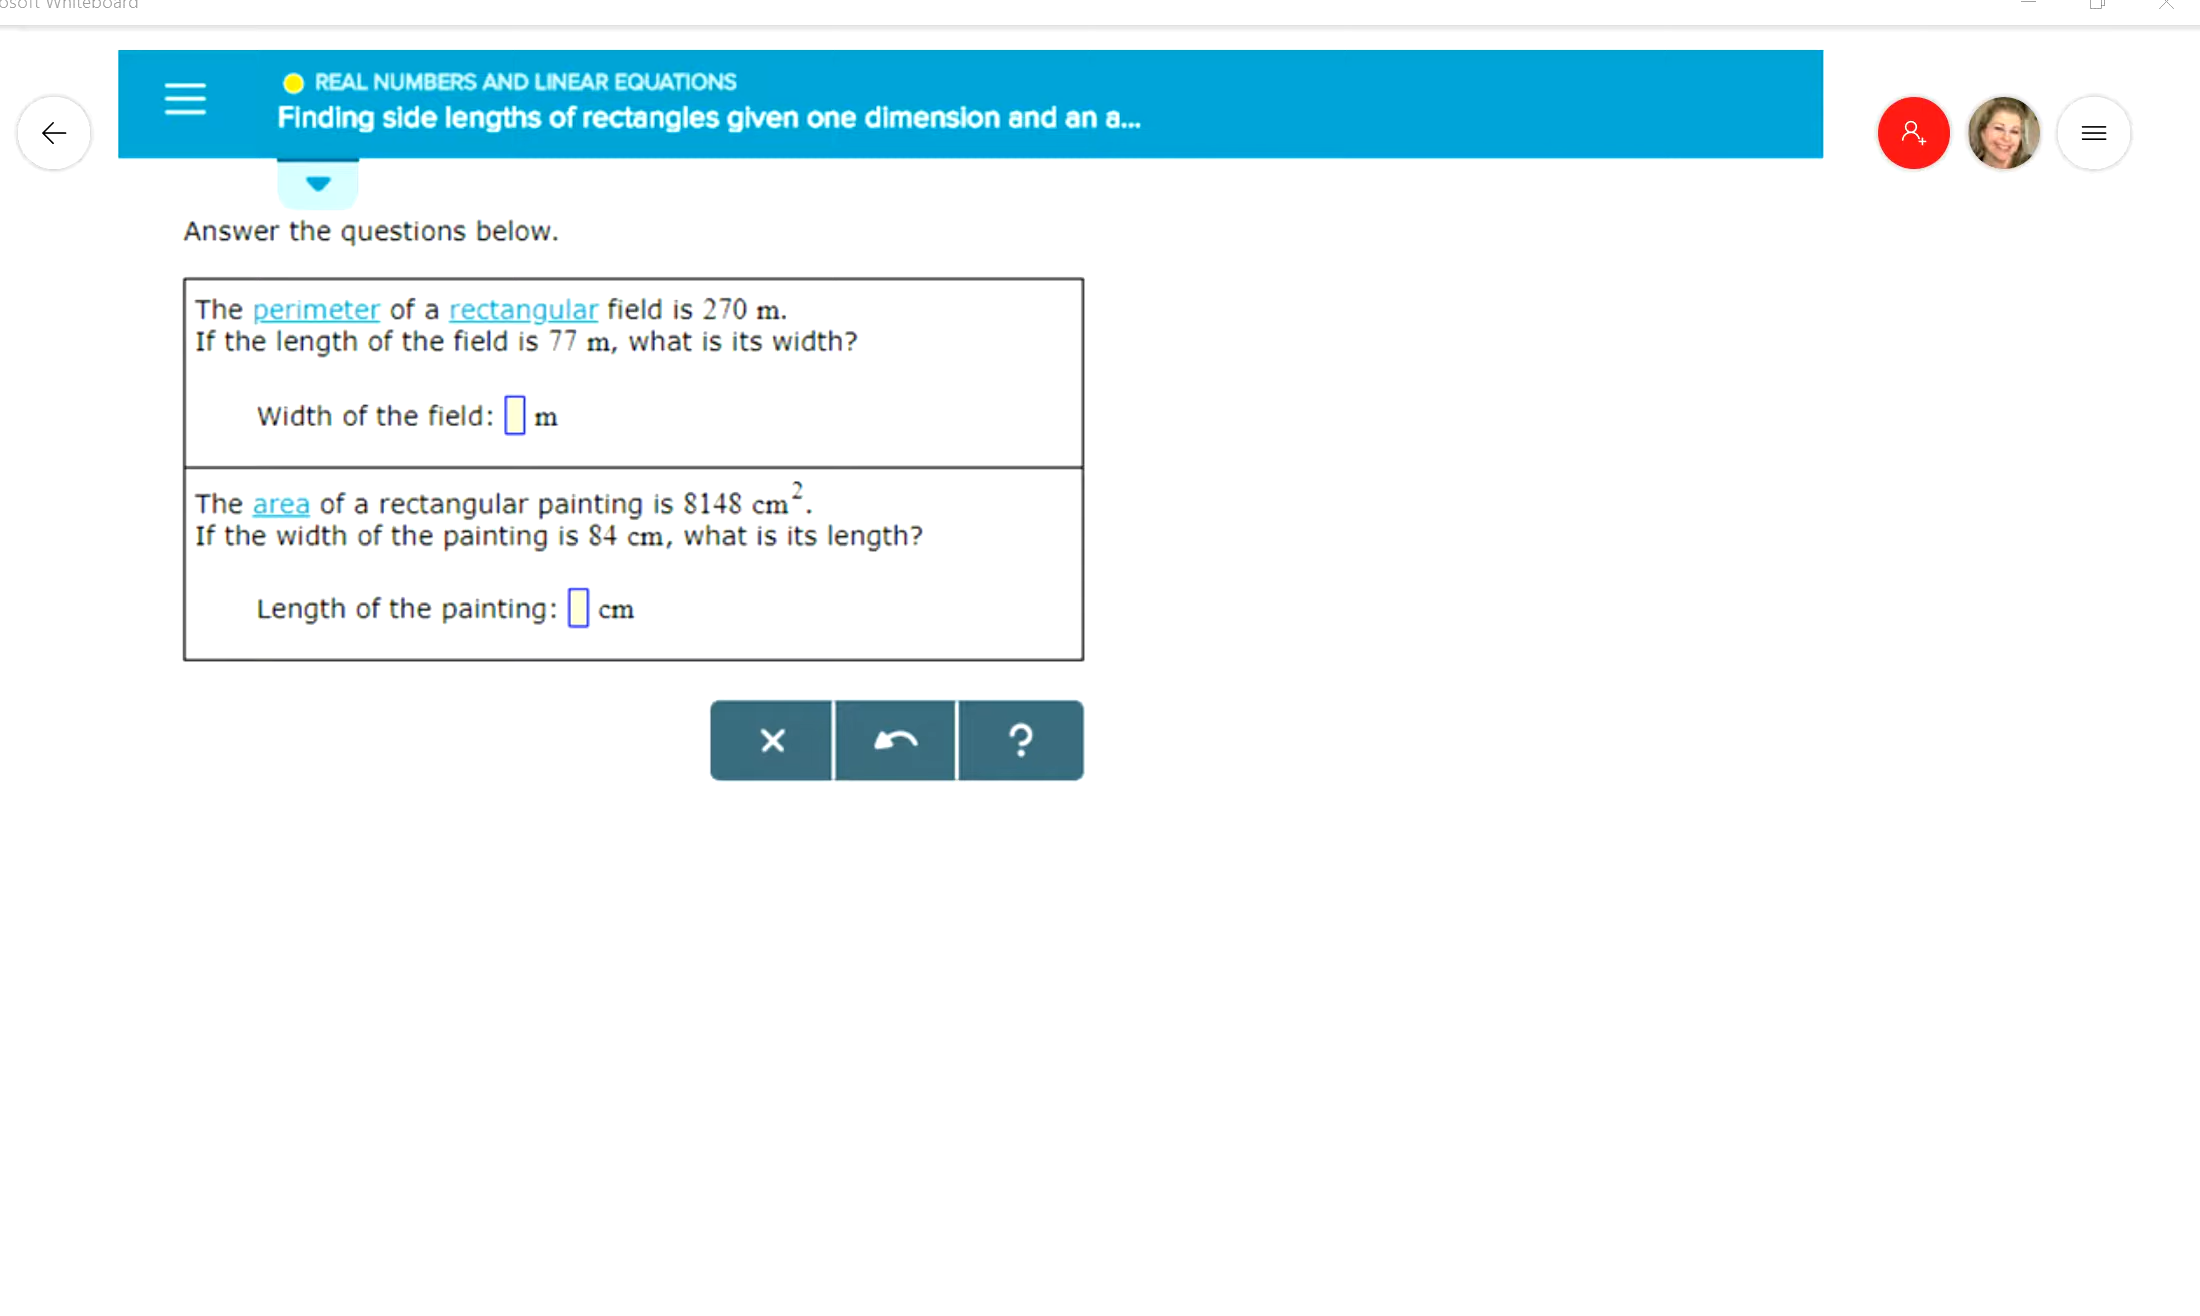 Whiteboard
REAL NUMBERS AND LINEAR EQUATIONS
Finding side lengths of rectangles given one dimension and an a...
Answer the questions below.
The perimeter of a rectangular field is 270 m.
If the length of the field is 77 m, what is its width?
Width of the field: m
The area of a rectangular painting is 8148 cm².
If the width of the painting is 84 cm, what is its length?
Length of the painting: cm
?